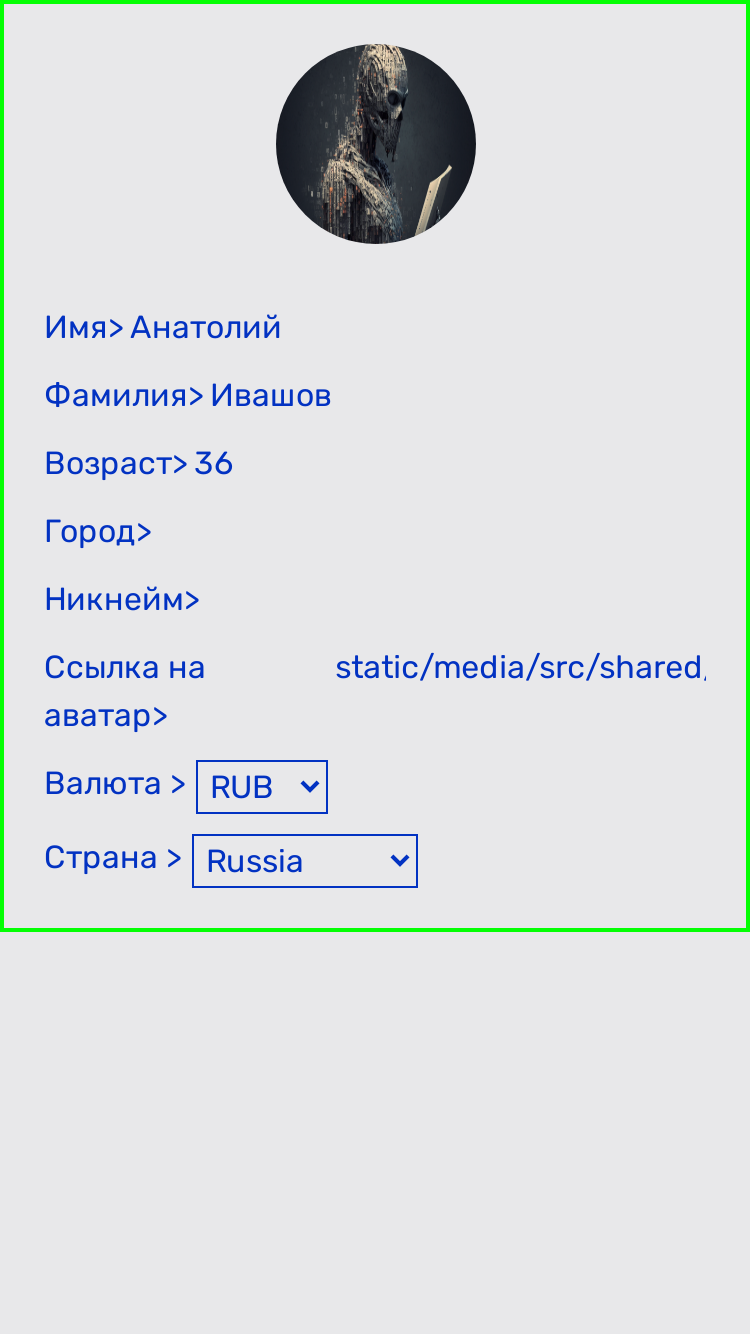 Имя> Анатолий
Фамилия> Ивашов
Возраст> 36
Город>
Никнейм>
Ссылка на static/media/src/shared/
аватар>
Валюта > RUB
Страна > Russia